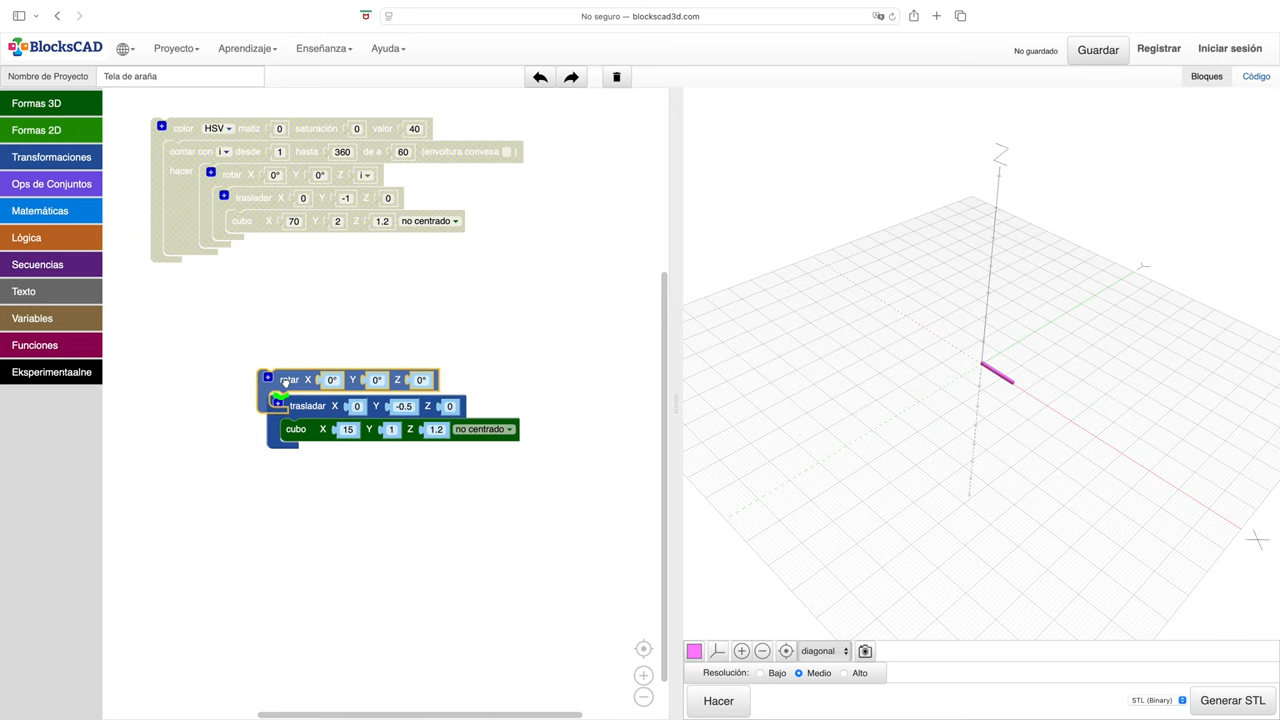 No seguro — blockscad3d.com
BlocksCAD
Proyecto
Aprendizaje
Enseñanza
Ayuda
No guardado
Guardar
Registrar
Iniciar sesión
Nombre de Proyecto
Tela de araña
Bloques
Código
Formas 3D
Formas 2D
Transformaciones
Ops de Conjuntos
Matemáticas
Lógica
Secuencias
Texto
Variables
Funciones
Eksperimentaalne
color HSV matiz 0 saturación 0 valor 40
contar con i desde 1 hasta 360 de a 60 (envoltura convexa )
hacer rotar X 0° Y 0° Z i
trasladar X 0 Y -1 Z 0
cubo X 70 Y 2 Z 1.2 no centrado
rotar X 0° Y 0° Z 0°
trasladar X 0 Y -0.5 Z 0
cubo X 15 Y 1 Z 1.2 no centrado
Z
Y
X
diagonal
Resolución: Bajo Medio Alto
Hacer
STL (Binary)
Generar STL